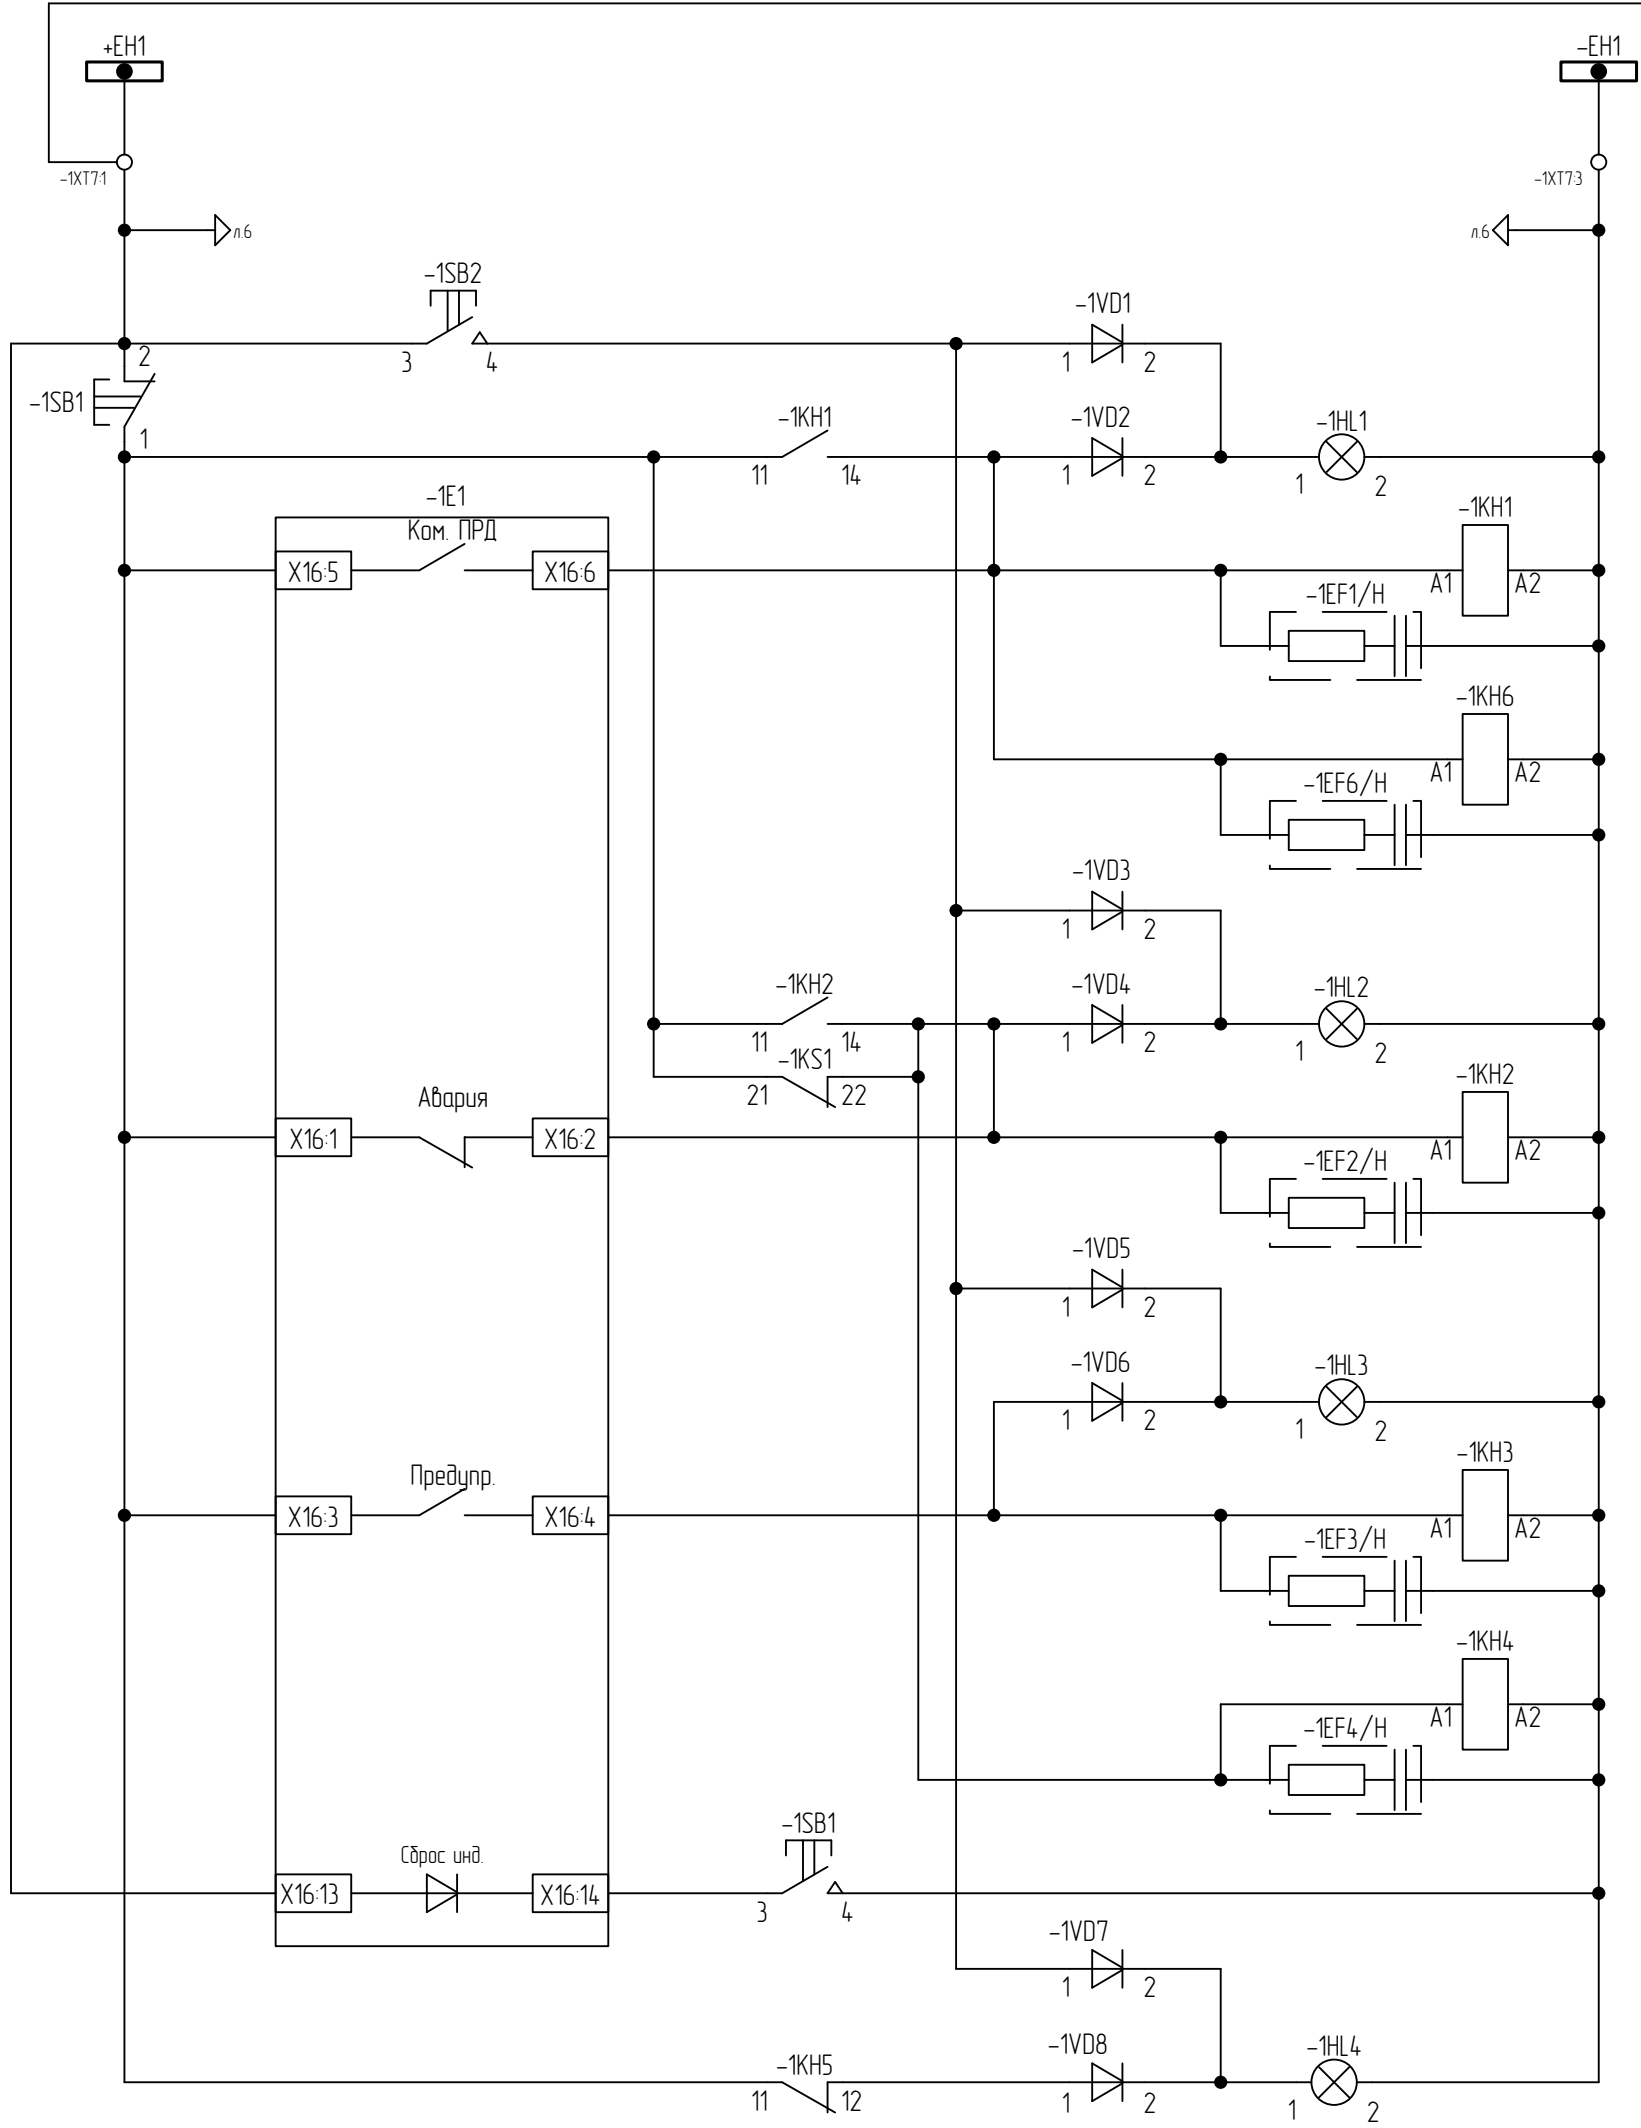 +EH1
-EH1
-1XT7:1
-1XT7:3
л.6
л.6
-1SB2
-1VD1
3
4
1
2
2
-1SB1
1
-1KH1
11
14
-1VD2
1
2
-1HL1
1
2
-1E1
Ком. ПРД
X16:5
X16:6
-1KH1
A1
A2
-1EF1/H
-1KH6
A1
A2
-1EF6/H
-1VD3
1
2
-1KH2
11
14
-1VD4
1
2
-1HL2
1
2
-1KS1
21
22
Авария
X16:1
X16:2
-1KH2
A1
A2
-1EF2/H
-1VD5
1
2
-1VD6
1
2
-1HL3
1
2
Предупр.
X16:3
X16:4
-1KH3
A1
A2
-1EF3/H
-1KH4
A1
A2
-1EF4/H
Сброс инд.
X16:13
X16:14
-1SB1
3
4
-1VD7
1
2
-1KH5
11
12
-1VD8
1
2
-1HL4
1
2